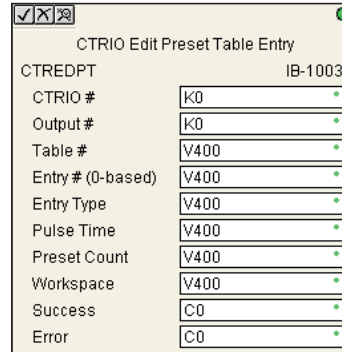 CTRIO Edit Preset Table Entry
CTREDPT IB-1003
CTRIO # K0
Output # K0
Table # V400
Entry # (0-based) V400
Entry Type V400
Pulse Time V400
Preset Count V400
Workspace V400
Success C0
Error C0